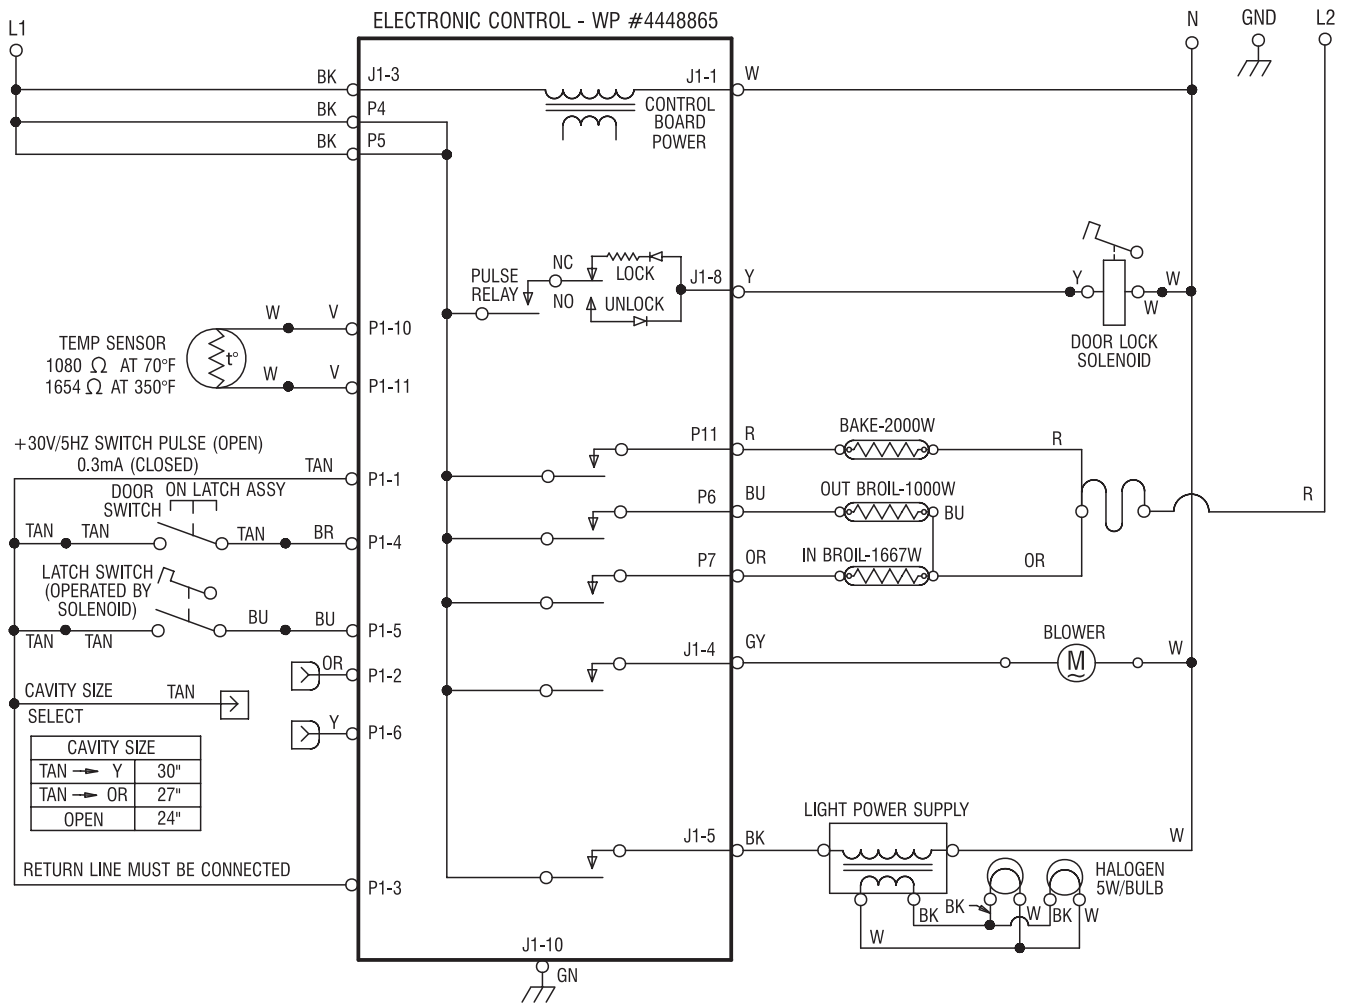 ELECTRONIC CONTROL - WP #4448865
L1
N
GND
L2
BK
J1-3
J1-1
W
BK
P4
CONTROL
BOARD
POWER
BK
P5
PULSE
RELAY
NC
NO
LOCK
UNLOCK
J1-8
Y
Y
W
W
DOOR LOCK
SOLENOID
TEMP SENSOR
1080 Ω AT 70°F
1654 Ω AT 350°F
t°
W
V
P1-10
W
V
P1-11
+30V/5HZ SWITCH PULSE (OPEN)
0.3mA (CLOSED)
TAN
P1-1
P11
R
BAKE-2000W
R
DOOR
SWITCH
ON LATCH ASSY
TAN
TAN
TAN
BR
P1-4
P6
BU
OUT BROIL-1000W
BU
R
P7
OR
IN BROIL-1667W
OR
LATCH SWITCH
(OPERATED BY
SOLENOID)
TAN
TAN
BU
BU
P1-5
J1-4
GY
BLOWER
M
~
W
OR
P1-2
CAVITY SIZE
SELECT
TAN
Y
P1-6
CAVITY SIZE
TAN → Y 30"
TAN → OR 27"
OPEN 24"
LIGHT POWER SUPPLY
J1-5
BK
W
RETURN LINE MUST BE CONNECTED
P1-3
HALOGEN
5W/BULB
BK
BK
W
BK
W
W
J1-10
GN